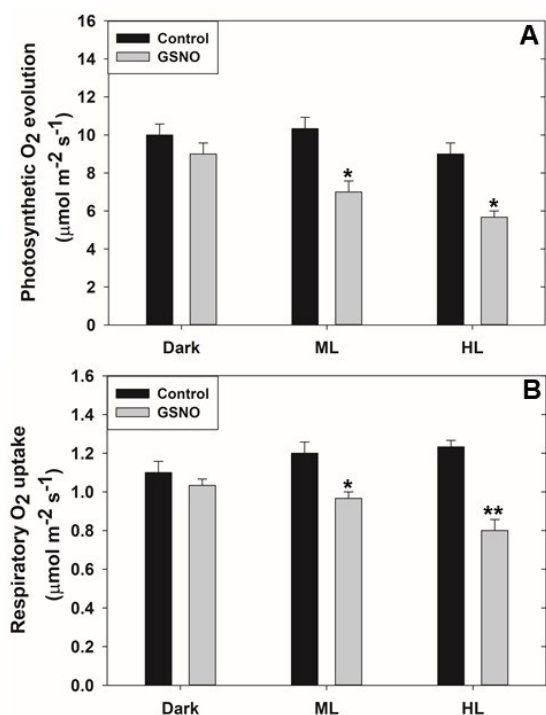 A
Control
GSNO
Photosynthetic O2 evolution
(μmol m-2 s-1)
16
14
12
10
8
6
4
2
0
*
*
Dark ML HL
B
Control
GSNO
Respiratory O2 uptake
(μmol m-2 s-1)
1.6
1.4
1.2
1.0
0.8
0.6
0.4
0.2
0.0
*
**
Dark ML HL